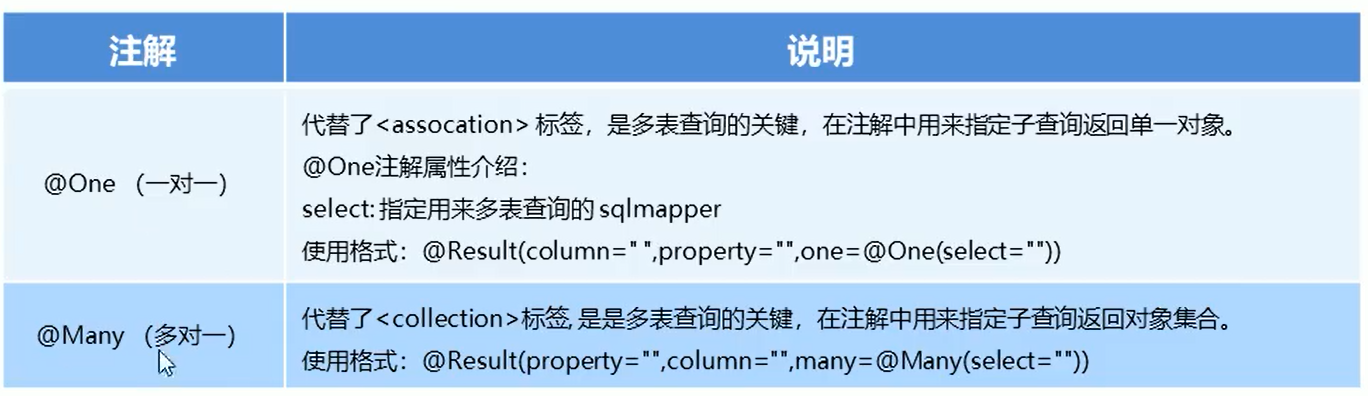 注解
说明
@One （一对一）
代替了<assocation> 标签，是多表查询的关键，在注解中用来指定子查询返回单一对象。
@One注解属性介绍：
select: 指定用来多表查询的 sqlmapper
使用格式：@Result(column=" ",property="",one=@One(select=""))
@Many （多对一）
代替了<collection>标签, 是是多表查询的关键，在注解中用来指定子查询返回对象集合。
使用格式：@Result(property="",column="",many=@Many(select=""))